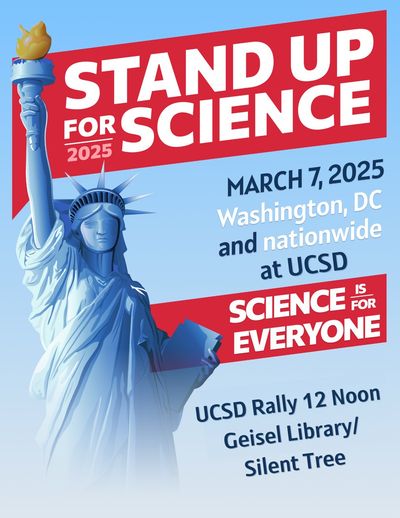 STAND UP
FOR SCIENCE
2025
MARCH 7, 2025
Washington, DC
and nationwide
at UCSD
SCIENCE IS FOR
EVERYONE
UCSD Rally 12 Noon
Geisel Library/
Silent Tree